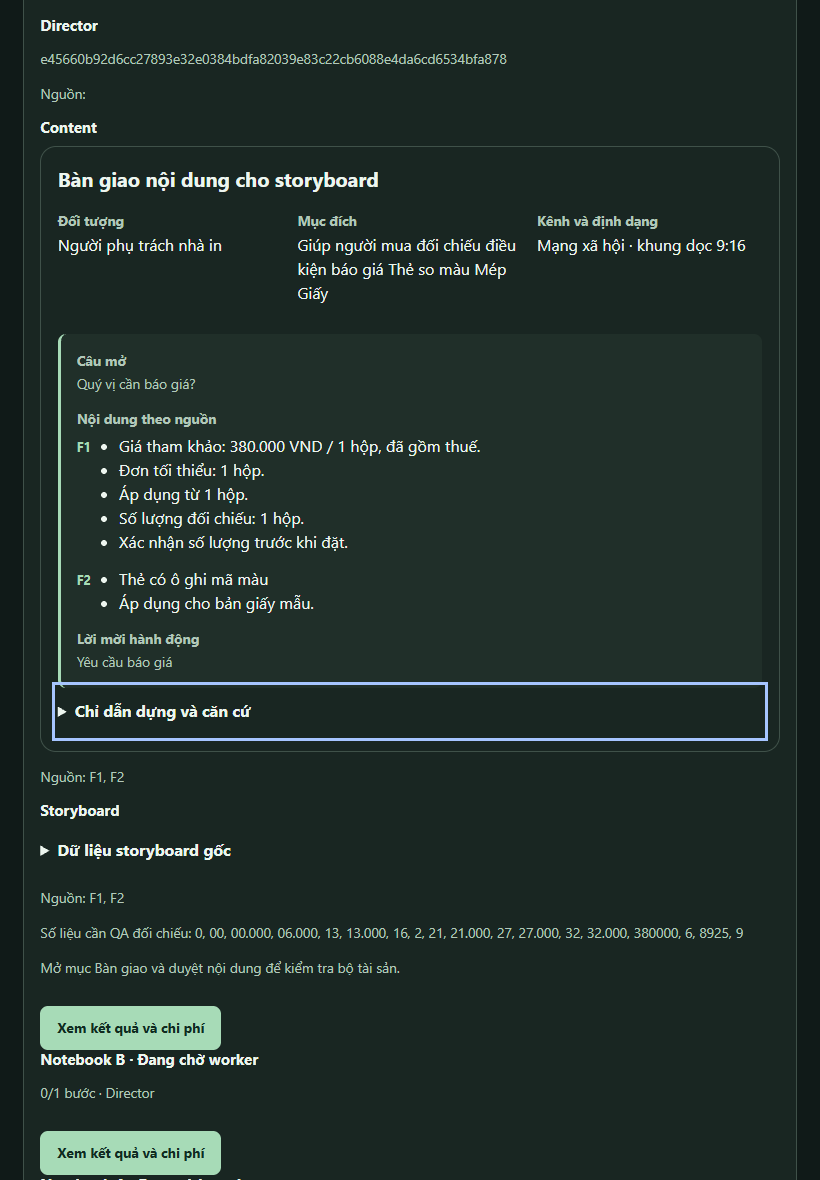 Director
e45660b92d6cc27893e32e0384bdfa82039e83c22cb6088e4da6cd6534bfa878
Nguồn:
Content
Bàn giao nội dung cho storyboard
Đối tượng
Người phụ trách nhà in
Mục đích
Giúp người mua đối chiếu điều
kiện báo giá Thẻ so màu Mép
Giấy
Kênh và định dạng
Mạng xã hội · khung dọc 9:16
Câu mở
Quý vị cần báo giá?
Nội dung theo nguồn
F1 • Giá tham khảo: 380.000 VND / 1 hộp, đã gồm thuế.
• Đơn tối thiểu: 1 hộp.
• Áp dụng từ 1 hộp.
• Số lượng đối chiếu: 1 hộp.
• Xác nhận số lượng trước khi đặt.
F2 • Thẻ có ô ghi mã màu
• Áp dụng cho bản giấy mẫu.
Lời mời hành động
Yêu cầu báo giá
Chỉ dẫn dựng và căn cứ
Nguồn: F1, F2
Storyboard
Dữ liệu storyboard gốc
Nguồn: F1, F2
Số liệu cần QA đối chiếu: 0, 00, 00.000, 06.000, 13, 13.000, 16, 2, 21, 21.000, 27, 27.000, 32, 32.000, 380000, 6, 8925, 9
Mở mục Bàn giao và duyệt nội dung để kiểm tra bộ tài sản.
Xem kết quả và chi phí
Notebook B · Đang chờ worker
0/1 bước · Director
Xem kết quả và chi phí